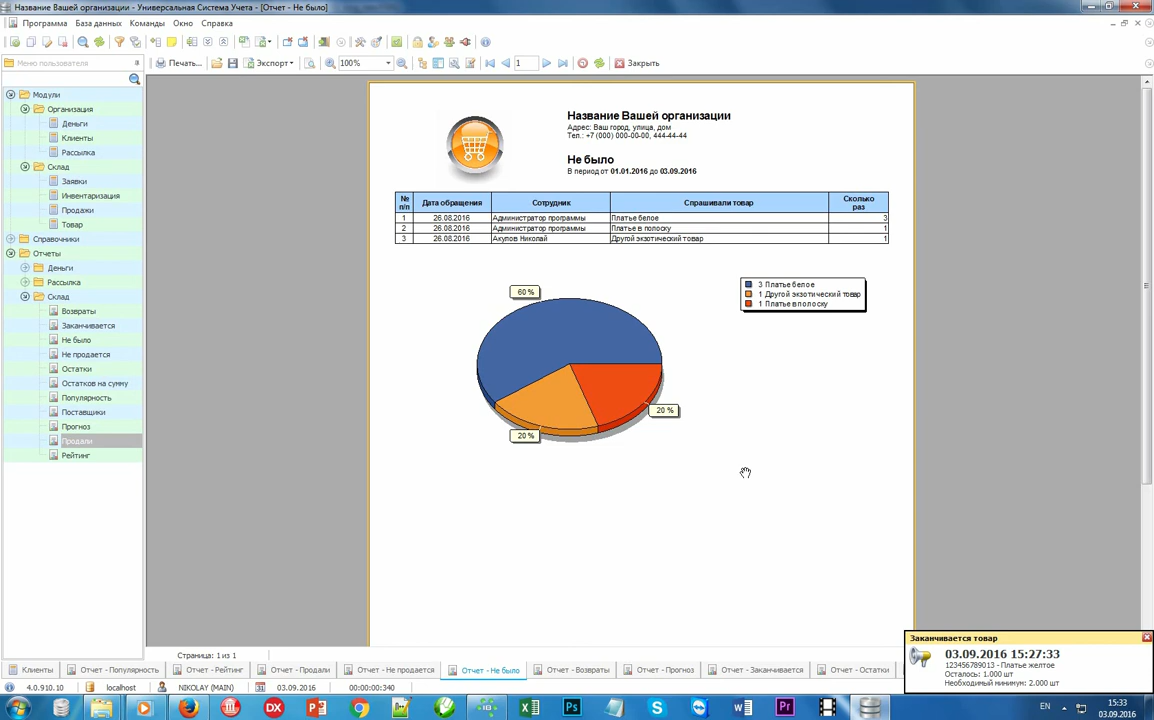 Название Вашей организации - Универсальная Система Учета - [Отчет - Не было]
Программа База данных Команды Окно Справка
Печать... Экспорт 100% 1 Закрыть
Меню пользователя
Модули
Организация
Деньги
Клиенты
Рассылка
Склад
Заявки
Инвентаризация
Продажи
Товар
Справочники
Отчеты
Деньги
Рассылка
Склад
Возвраты
Заканчивается
Не было
Не продается
Остатки
Остатков на сумму
Популярность
Поставщики
Прогноз
Продали
Рейтинг
Название Вашей организации
Адрес: Ваш город, улица, дом
Тел.: +7 (000) 000-00-00, 444-44-44
Не было
В период от 01.01.2016 до 03.09.2016
№ п/п Дата обращения Сотрудник Спрашивали товар Сколько раз
1 26.08.2016 Администратор программы Платье белое 3
2 26.08.2016 Администратор программы Платье в полоску 1
3 26.08.2016 Акулов Николай Другой экзотический товар 1
60 %
20 %
20 %
3 Платье белое
1 Другой экзотический товар
1 Платье в полоску
Страница: 1 из 1
Заканчивается товар
03.09.2016 15:27:33
123456789013 - Платье желтое
Осталось: 1.000 шт
Необходимый минимум: 2.000 шт
Клиенты Отчет - Популярность Отчет - Рейтинг Отчет - Продали Отчет - Не продается Отчет - Не было Отчет - Возвраты Отчет - Прогноз Отчет - Заканчивается Отчет - Остатки
4.0.910.10 localhost NIKOLAY (MAIN) 31 03.09.2016 00:00:00:340
EN 15:33
03.09.2016